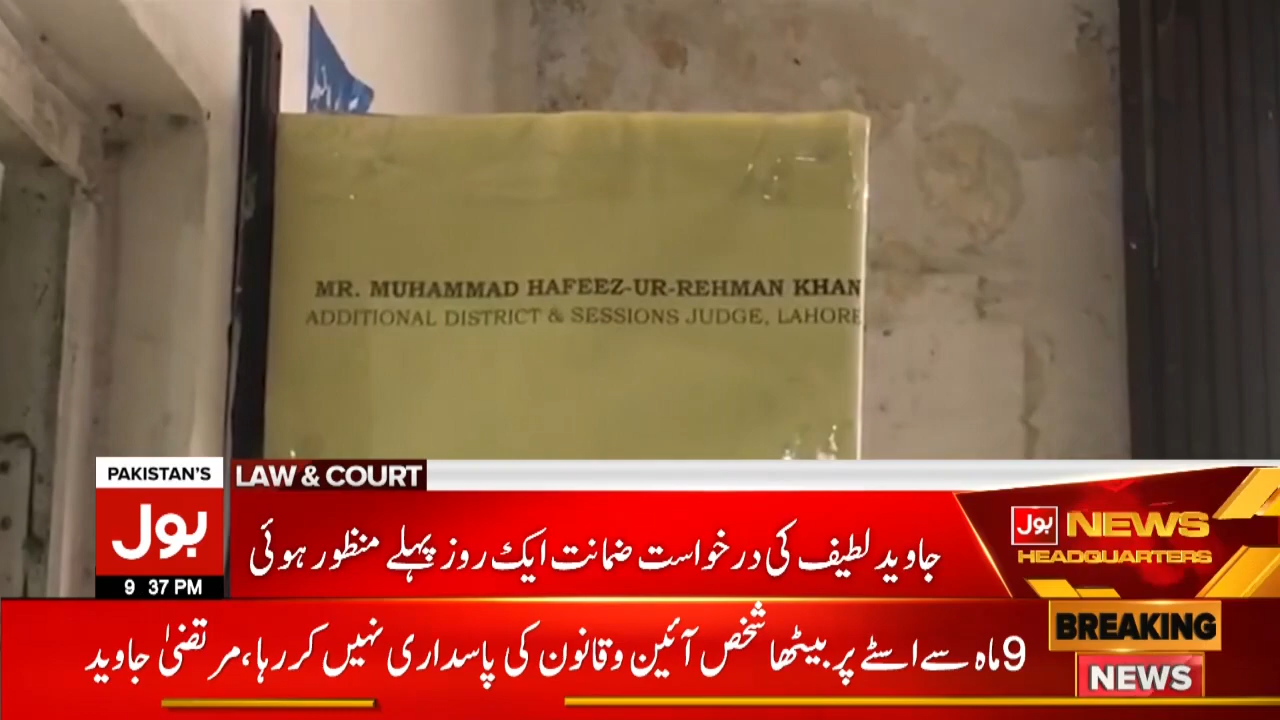 MR. MUHAMMAD HAFEEZ-UR-REHMAN KHAN
ADDITIONAL DISTRICT & SESSIONS JUDGE, LAHORE
PAKISTAN'S
LAW & COURT
بول
جاوید لطیف کی درخواست ضمانت ایک روز پہلے منظور ہوئی
بول NEWS
HEADQUARTERS
9 37 PM
9 ماہ سے اسٹے پر بیٹھا شخص آئین و قانون کی پاسداری نہیں کر رہا، مرتضیٰ جاوید
BREAKING
NEWS